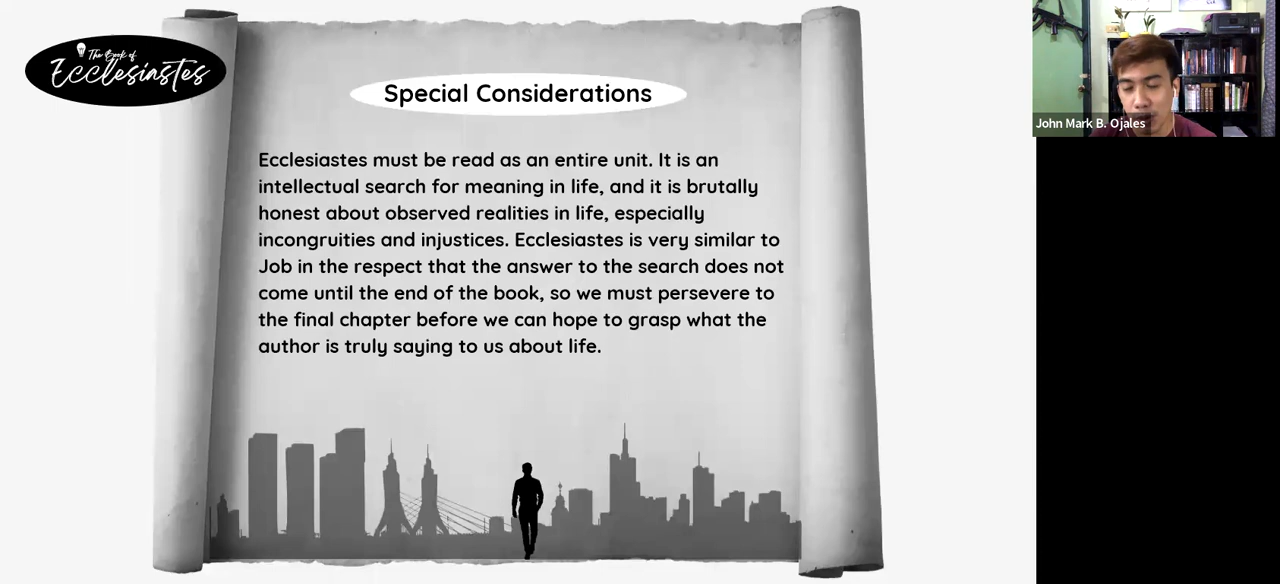 The Book of
Ecclesiastes
Special Considerations
Ecclesiastes must be read as an entire unit. It is an
intellectual search for meaning in life, and it is brutally
honest about observed realities in life, especially
incongruities and injustices. Ecclesiastes is very similar to
Job in the respect that the answer to the search does not
come until the end of the book, so we must persevere to
the final chapter before we can hope to grasp what the
author is truly saying to us about life.
John Mark B. Ojales